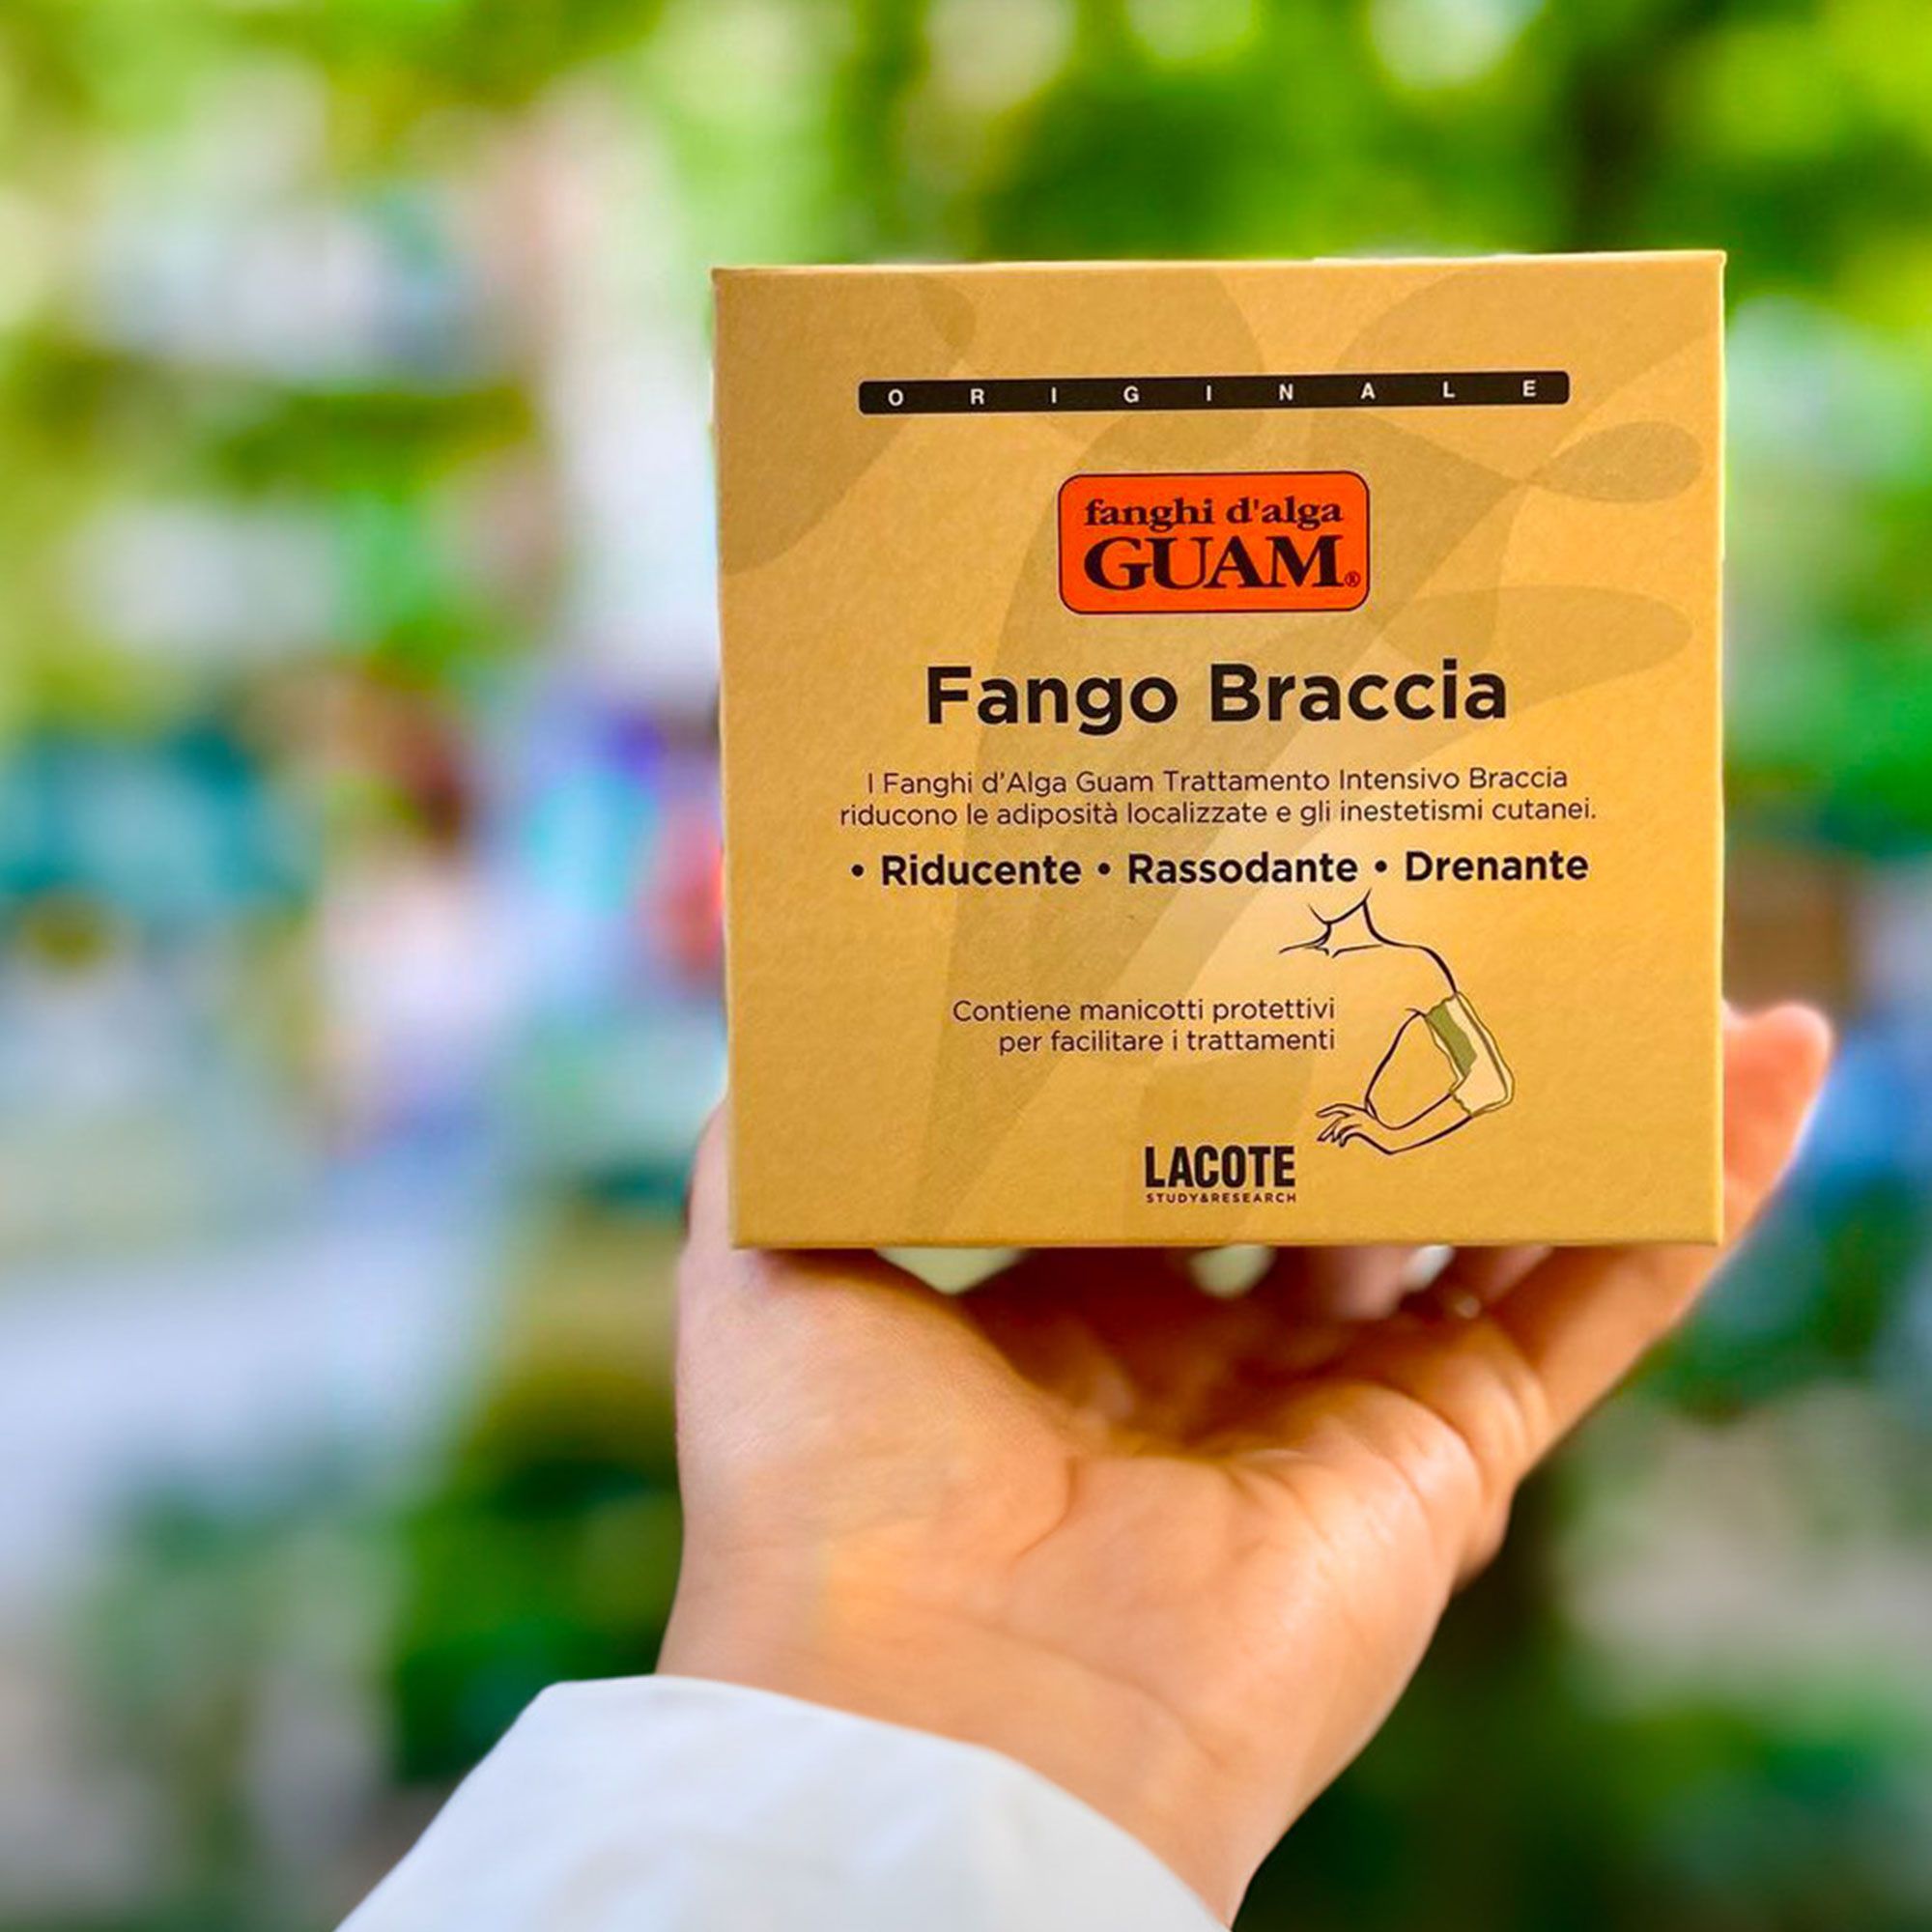 ORIGINALE
fanghi d'alga
GUAM®
Fango Braccia
I Fanghi d'Alga Guam Trattamento Intensivo Braccia
riducono le adiposità localizzate e gli inestetismi cutanei.
• Riducente • Rassodante • Drenante
Contiene manicotti protettivi
per facilitare i trattamenti
LACOTE
STUDY&RESEARCH